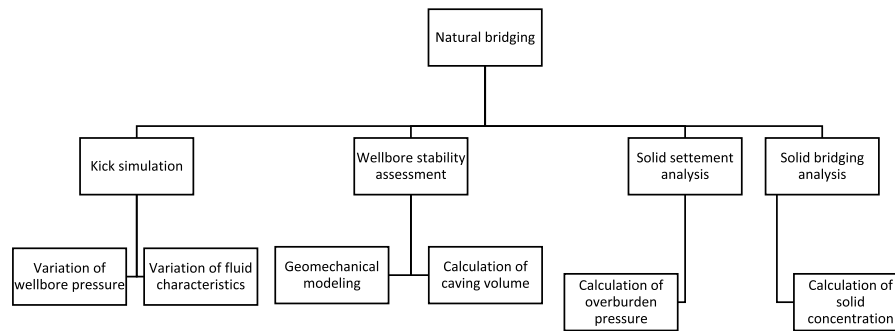 Natural bridging
Kick simulation
Wellbore stability
assessment
Solid settement
analysis
Solid bridging
analysis
Variation of
wellbore pressure
Variation of fluid
characteristics
Geomechanical
modeling
Calculation of
caving volume
Calculation of
overburden
pressure
Calculation of
solid
concentration